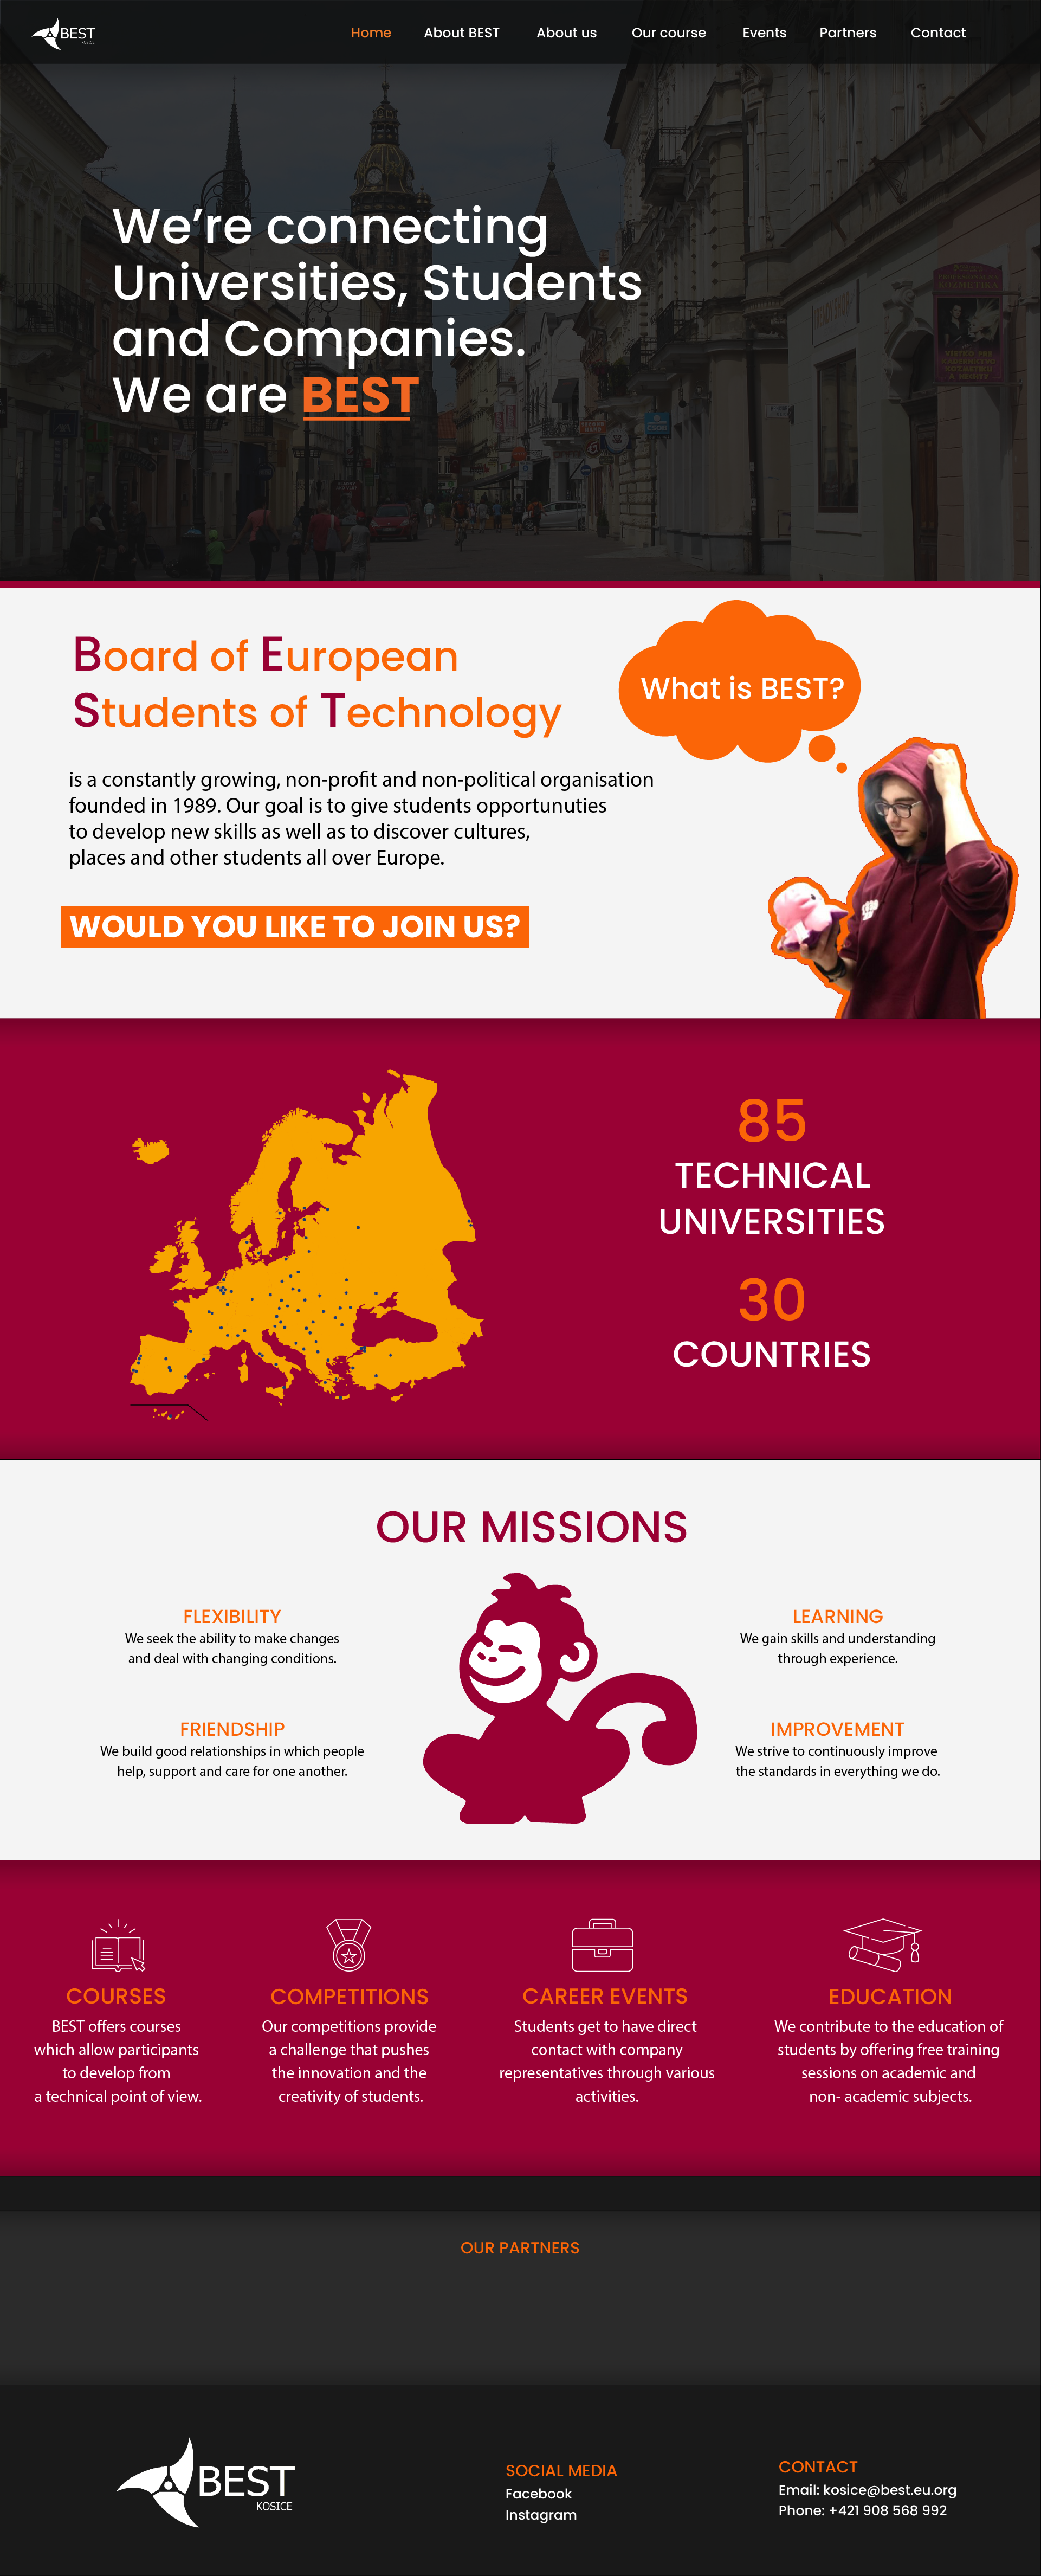 BEST
KOSICE
Home
About BEST
About us
Our course
Events
Partners
Contact
We’re connecting
Universities, Students
and Companies.
We are BEST
CSOB
Board of European
Students of Technology
What is BEST?
is a constantly growing, non-profit and non-political organisation
founded in 1989. Our goal is to give students opportunuties
to develop new skills as well as to discover cultures,
places and other students all over Europe.
WOULD YOU LIKE TO JOIN US?
85
TECHNICAL
UNIVERSITIES
30
COUNTRIES
OUR MISSIONS
FLEXIBILITY
We seek the ability to make changes
and deal with changing conditions.
LEARNING
We gain skills and understanding
through experience.
FRIENDSHIP
We build good relationships in which people
help, support and care for one another.
IMPROVEMENT
We strive to continuously improve
the standards in everything we do.
COURSES
BEST offers courses
which allow participants
to develop from
a technical point of view.
COMPETITIONS
Our competitions provide
a challenge that pushes
the innovation and the
creativity of students.
CAREER EVENTS
Students get to have direct
contact with company
representatives through various
activities.
EDUCATION
We contribute to the education of
students by offering free training
sessions on academic and
non- academic subjects.
OUR PARTNERS
BEST
KOSICE
SOCIAL MEDIA
Facebook
Instagram
CONTACT
Email: kosice@best.eu.org
Phone: +421 908 568 992